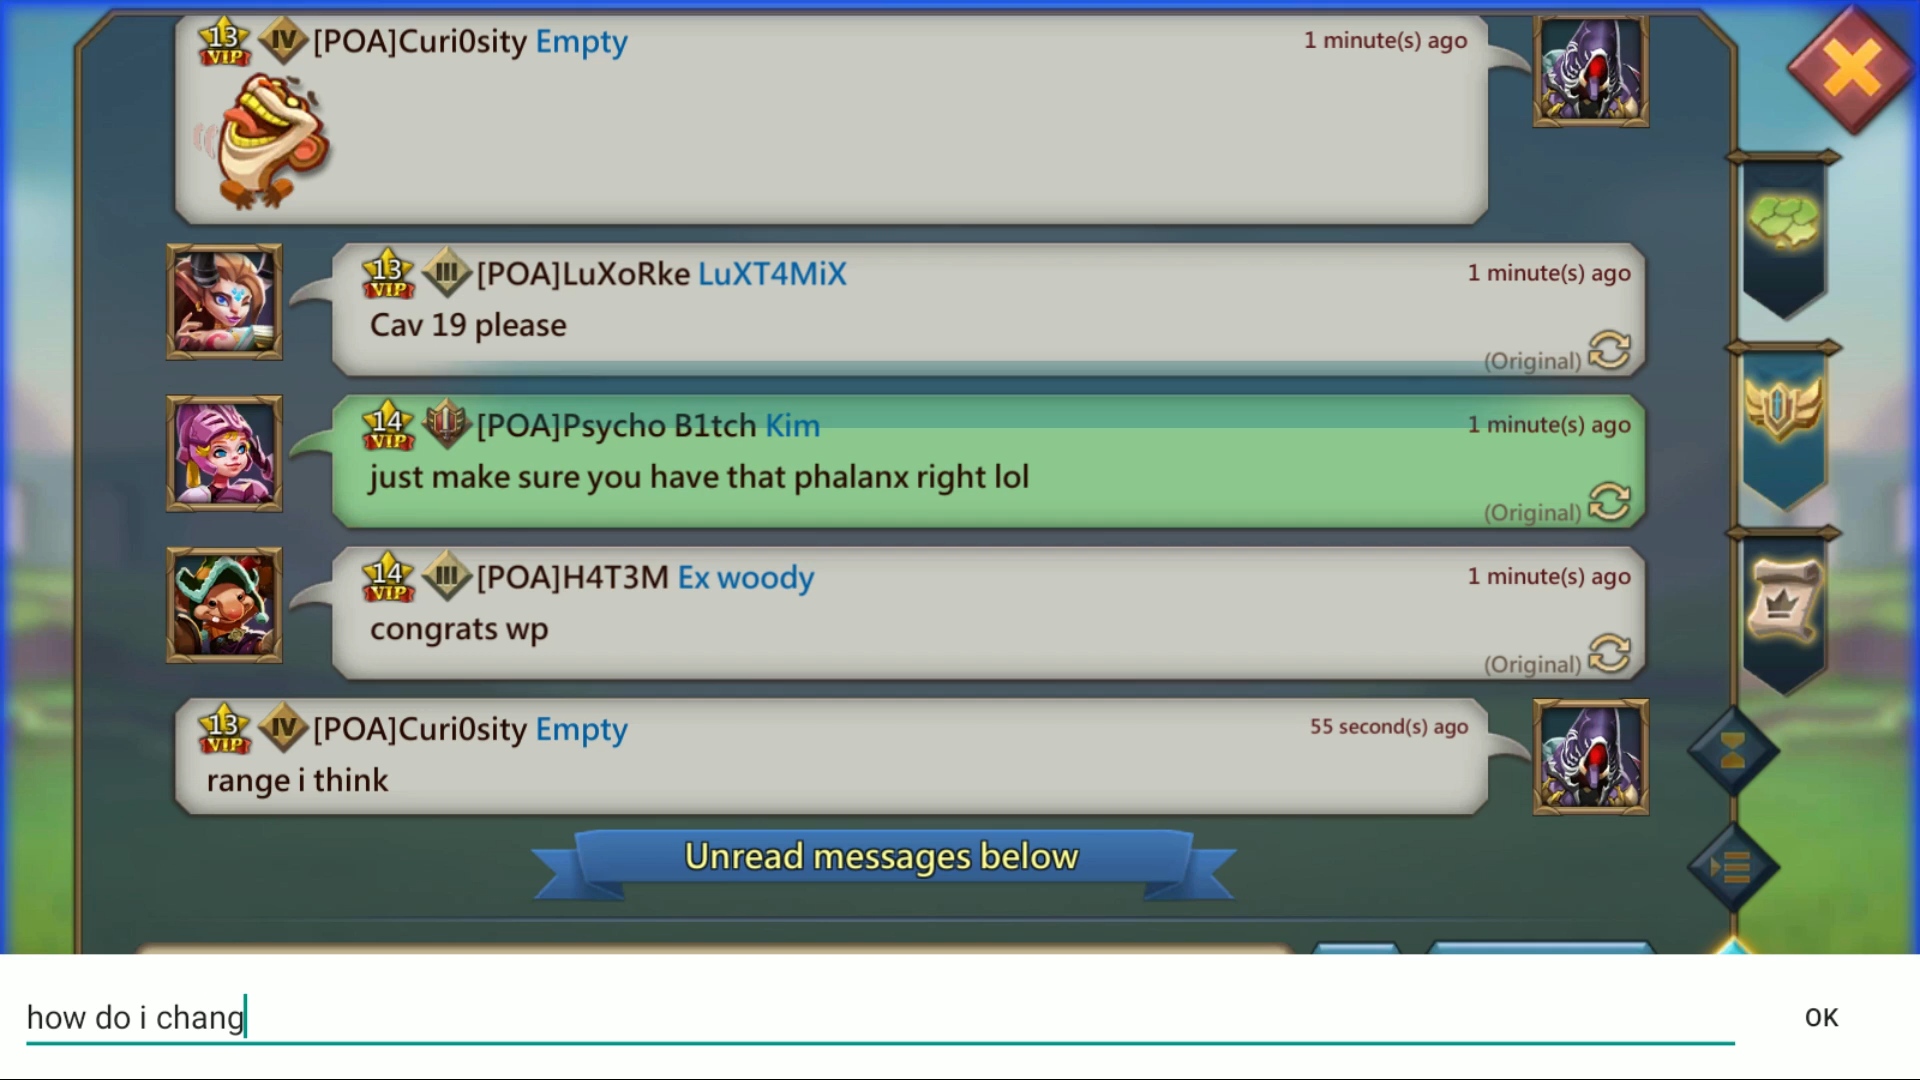 13 VIP IV [POA]Curi0sity Empty 1 minute(s) ago
13 VIP III [POA]LuXoRke LuXT4MiX 1 minute(s) ago
Cav 19 please
(Original)
14 VIP [POA]Psycho B1tch Kim 1 minute(s) ago
just make sure you have that phalanx right lol
(Original)
14 VIP III [POA]H4T3M Ex woody 1 minute(s) ago
congrats wp
(Original)
13 VIP IV [POA]Curi0sity Empty 55 second(s) ago
range i think
Unread messages below
how do i chang
OK